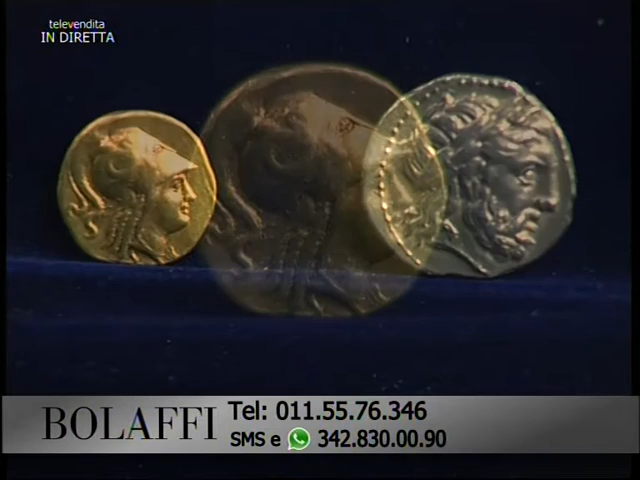 televendita
IN DIRETTA
BOLAFFI
Tel: 011.55.76.346
SMS e 342.830.00.90